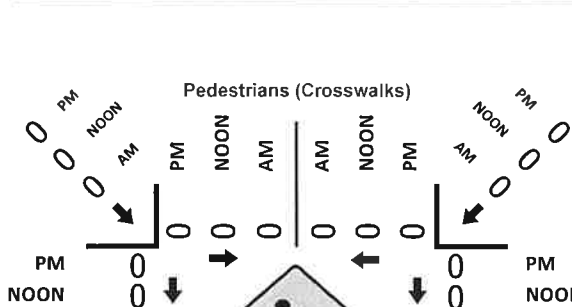 Pedestrians (Crosswalks)
PM NOON AM
0 0 0
PM NOON AM AM NOON PM
0 0 0 0 0 0
AM NOON PM
0 0 0
PM 0 0 PM
NOON 0 0 NOON